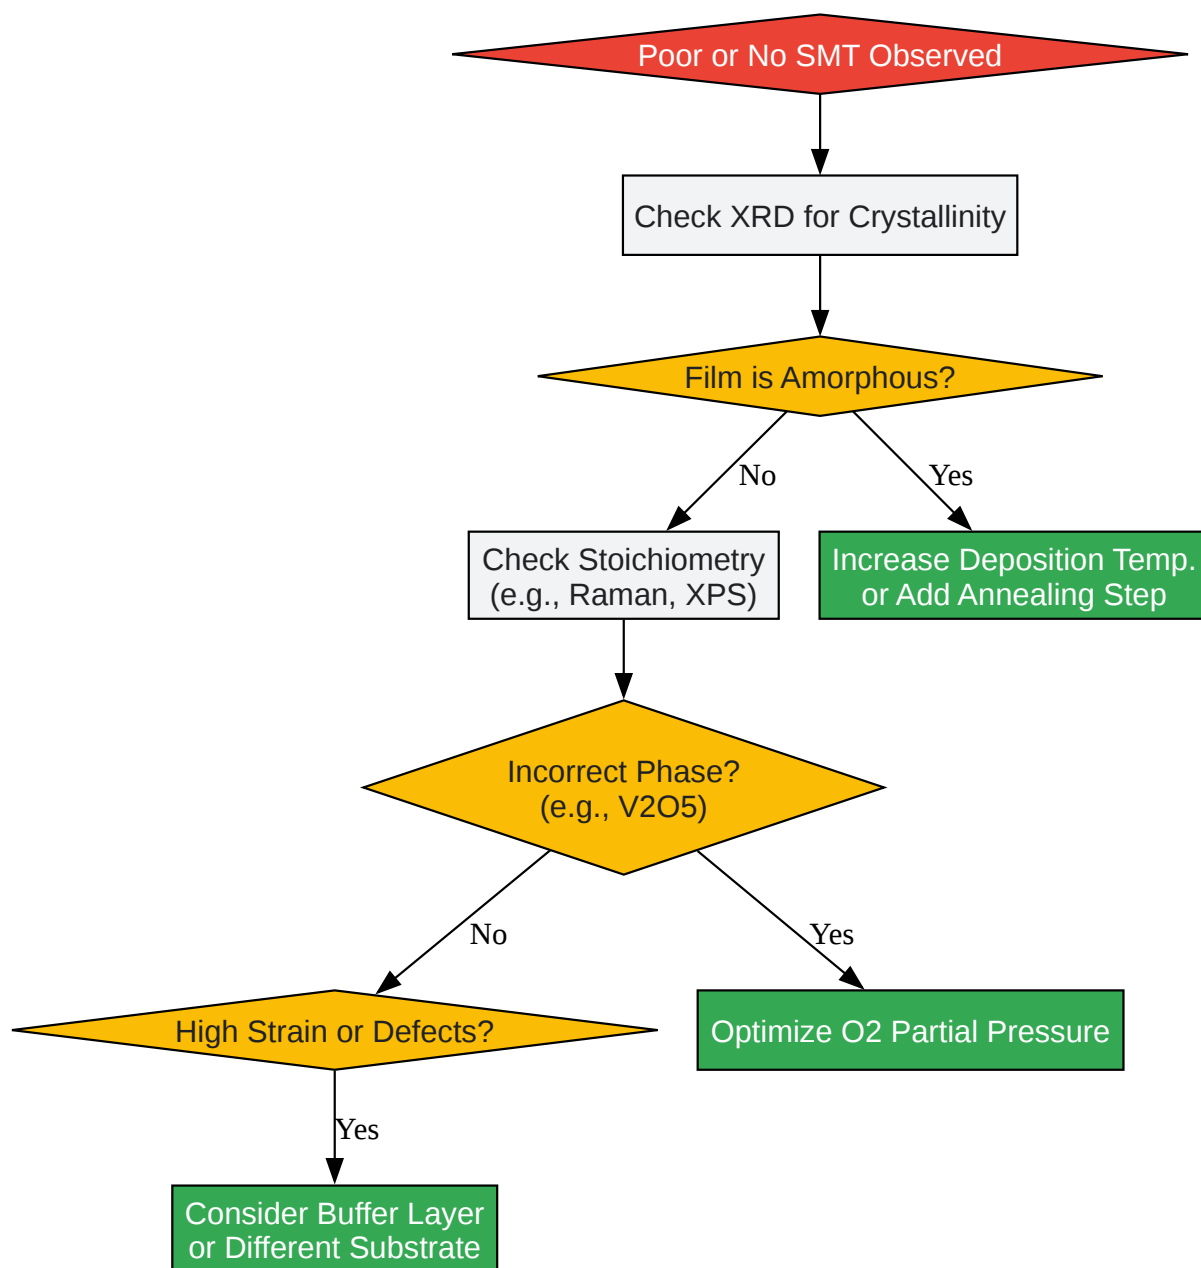 Poor or No SMT Observed
Check XRD for Crystallinity
Film is Amorphous?
No
Yes
Check Stoichiometry
(e.g., Raman, XPS)
Increase Deposition Temp.
or Add Annealing Step
Incorrect Phase?
(e.g., V2O5)
No
Yes
High Strain or Defects?
Optimize O2 Partial Pressure
Yes
Consider Buffer Layer
or Different Substrate